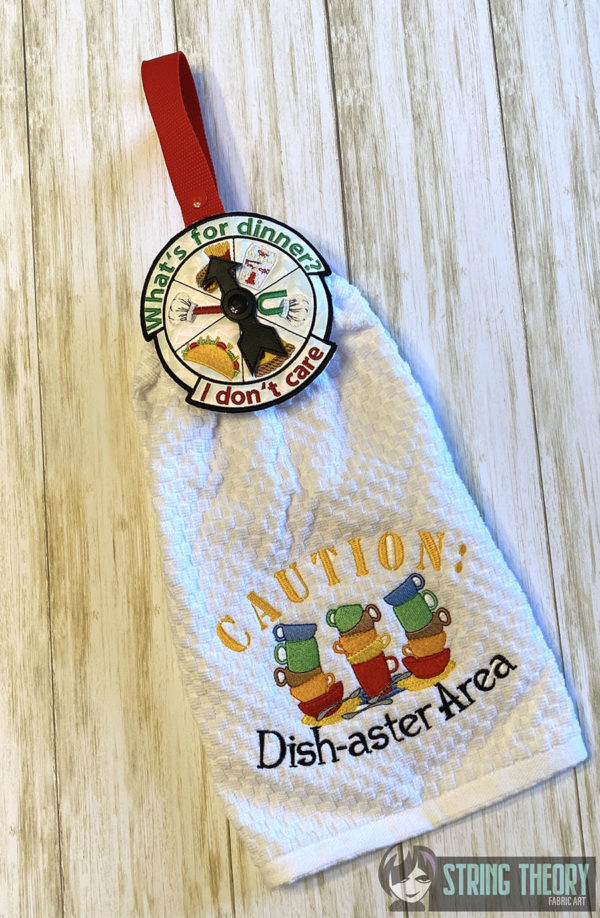 What's for dinner?
I don't care
CAUTION:
Dish-aster Area
STRING THEORY
FABRIC ART